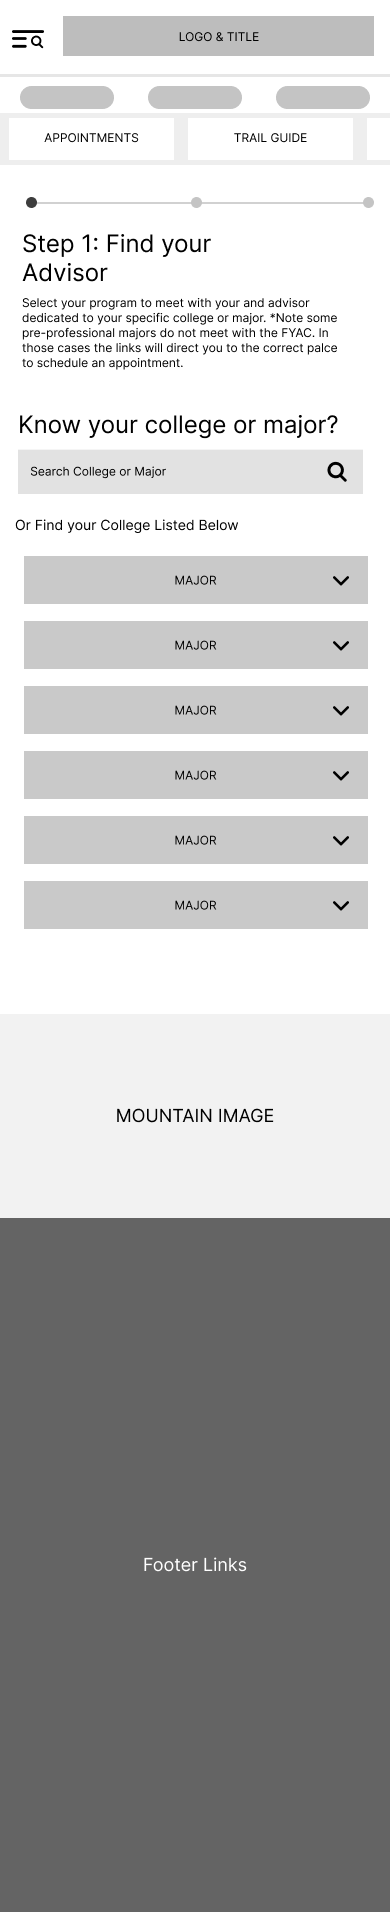 LOGO & TITLE
APPOINTMENTS
TRAIL GUIDE
Step 1: Find your
Advisor
Select your program to meet with your and advisor
dedicated to your specific college or major. *Note some
pre-professional majors do not meet with the FYAC. In
those cases the links will direct you to the correct palce
to schedule an appointment.
Know your college or major?
Search College or Major
Or Find your College Listed Below
MAJOR
MAJOR
MAJOR
MAJOR
MAJOR
MAJOR
MOUNTAIN IMAGE
Footer Links